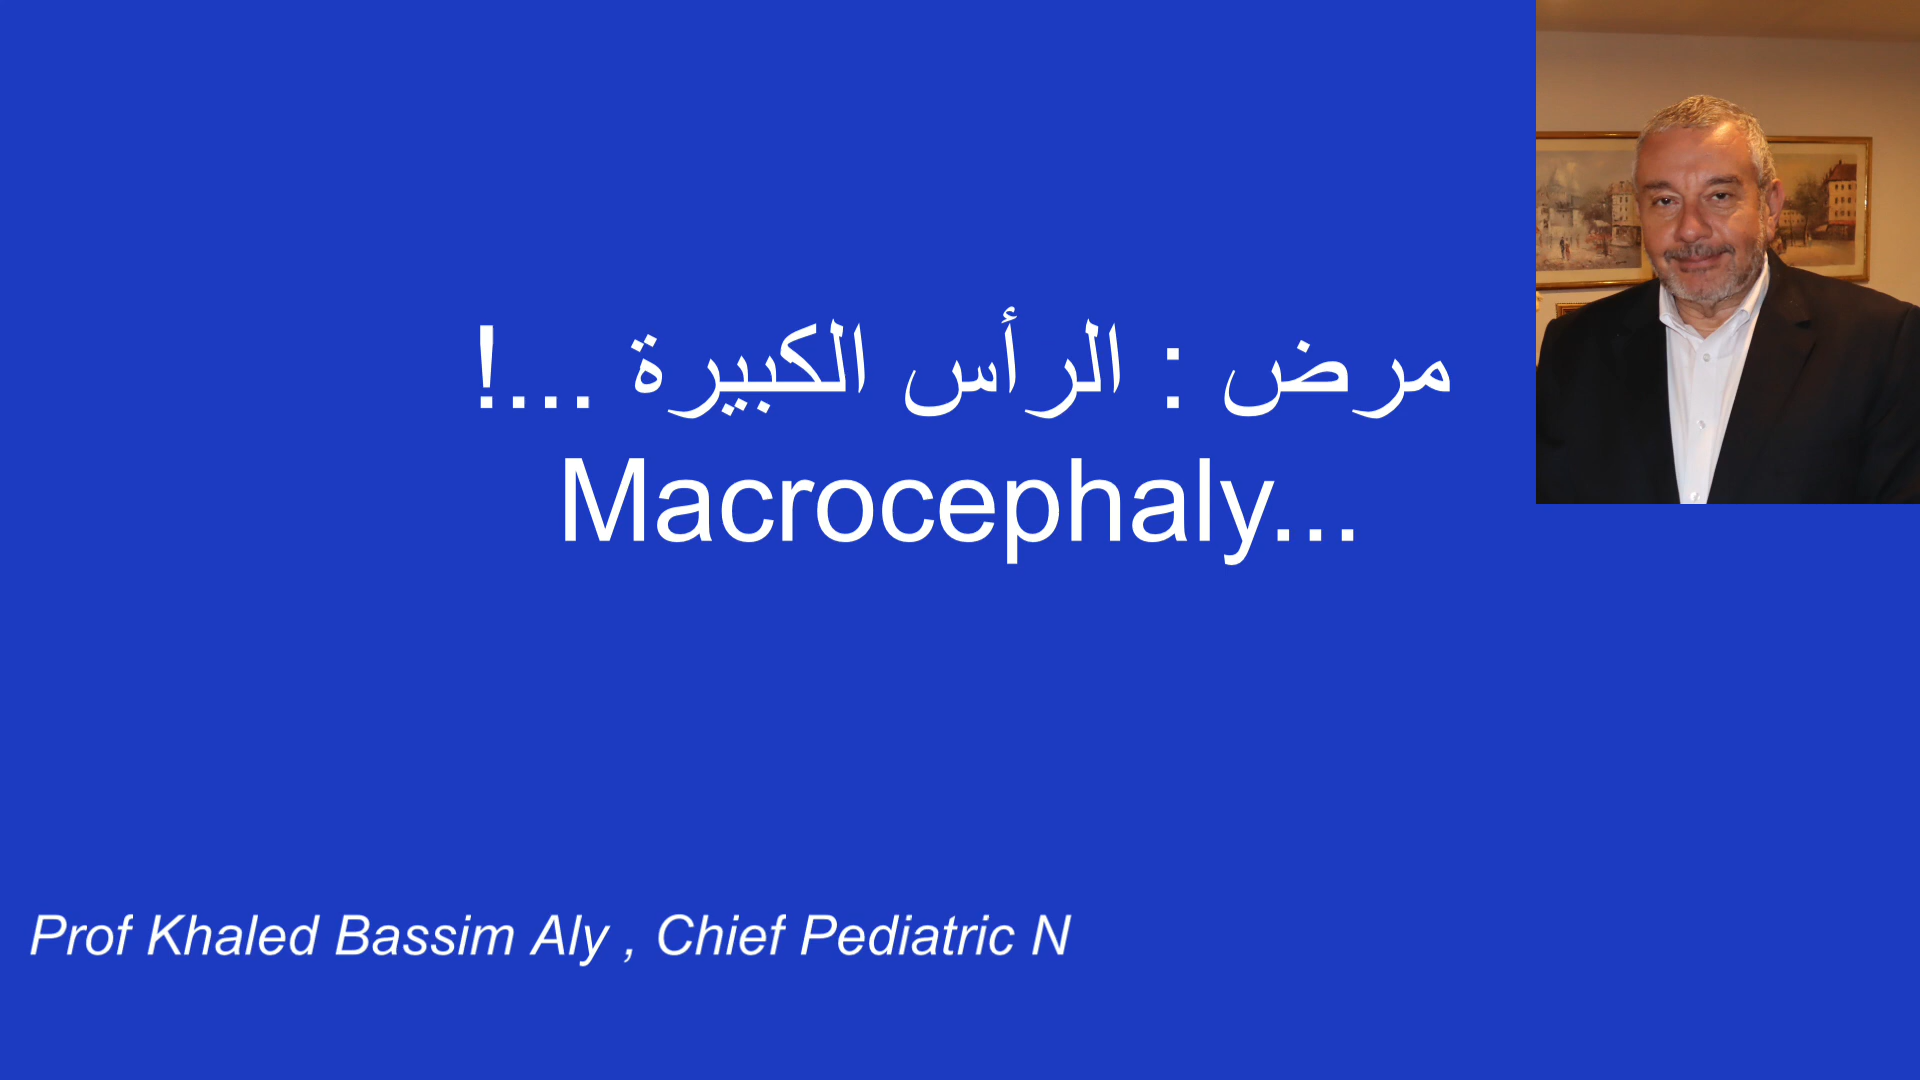 مرض : الرأس الكبيرة ...!
Macrocephaly...
Prof Khaled Bassim Aly , Chief Pediatric N